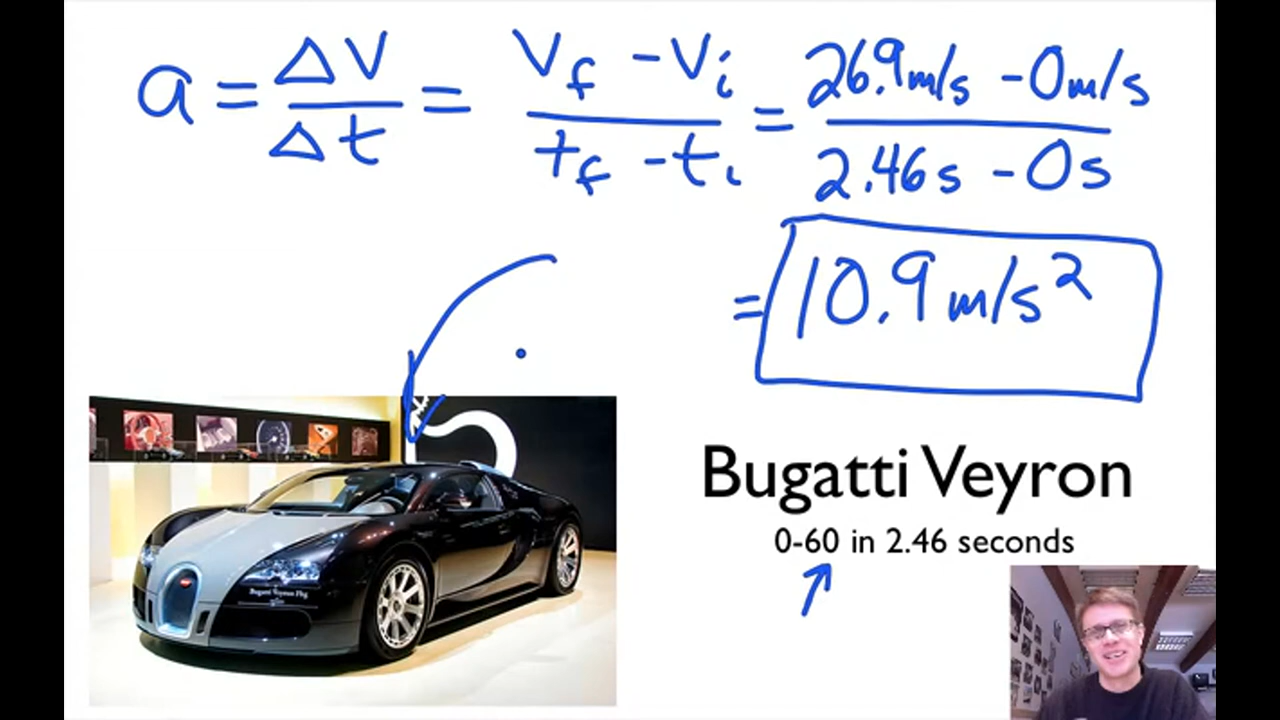 a = ΔV/Δt = Vf - Vi / tf - ti = 26.9m/s - 0m/s / 2.46s - 0s
= 10.9 m/s²
Bugatti Veyron
0-60 in 2.46 seconds